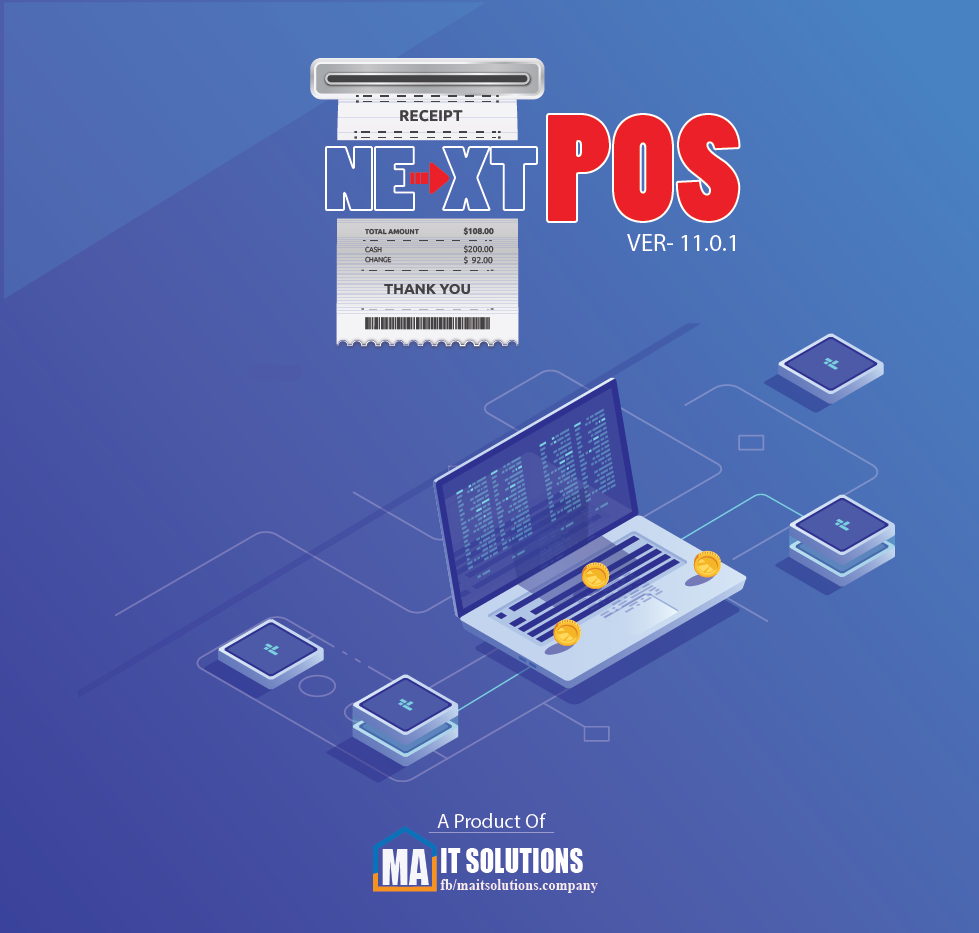 RECEIPT
NEXT POS
VER- 11.0.1
TOTAL AMOUNT $108.00
CASH $200.00
CHANGE $ 92.00
THANK YOU
A Product Of
MA IT SOLUTIONS
fb/maitsolutions.company